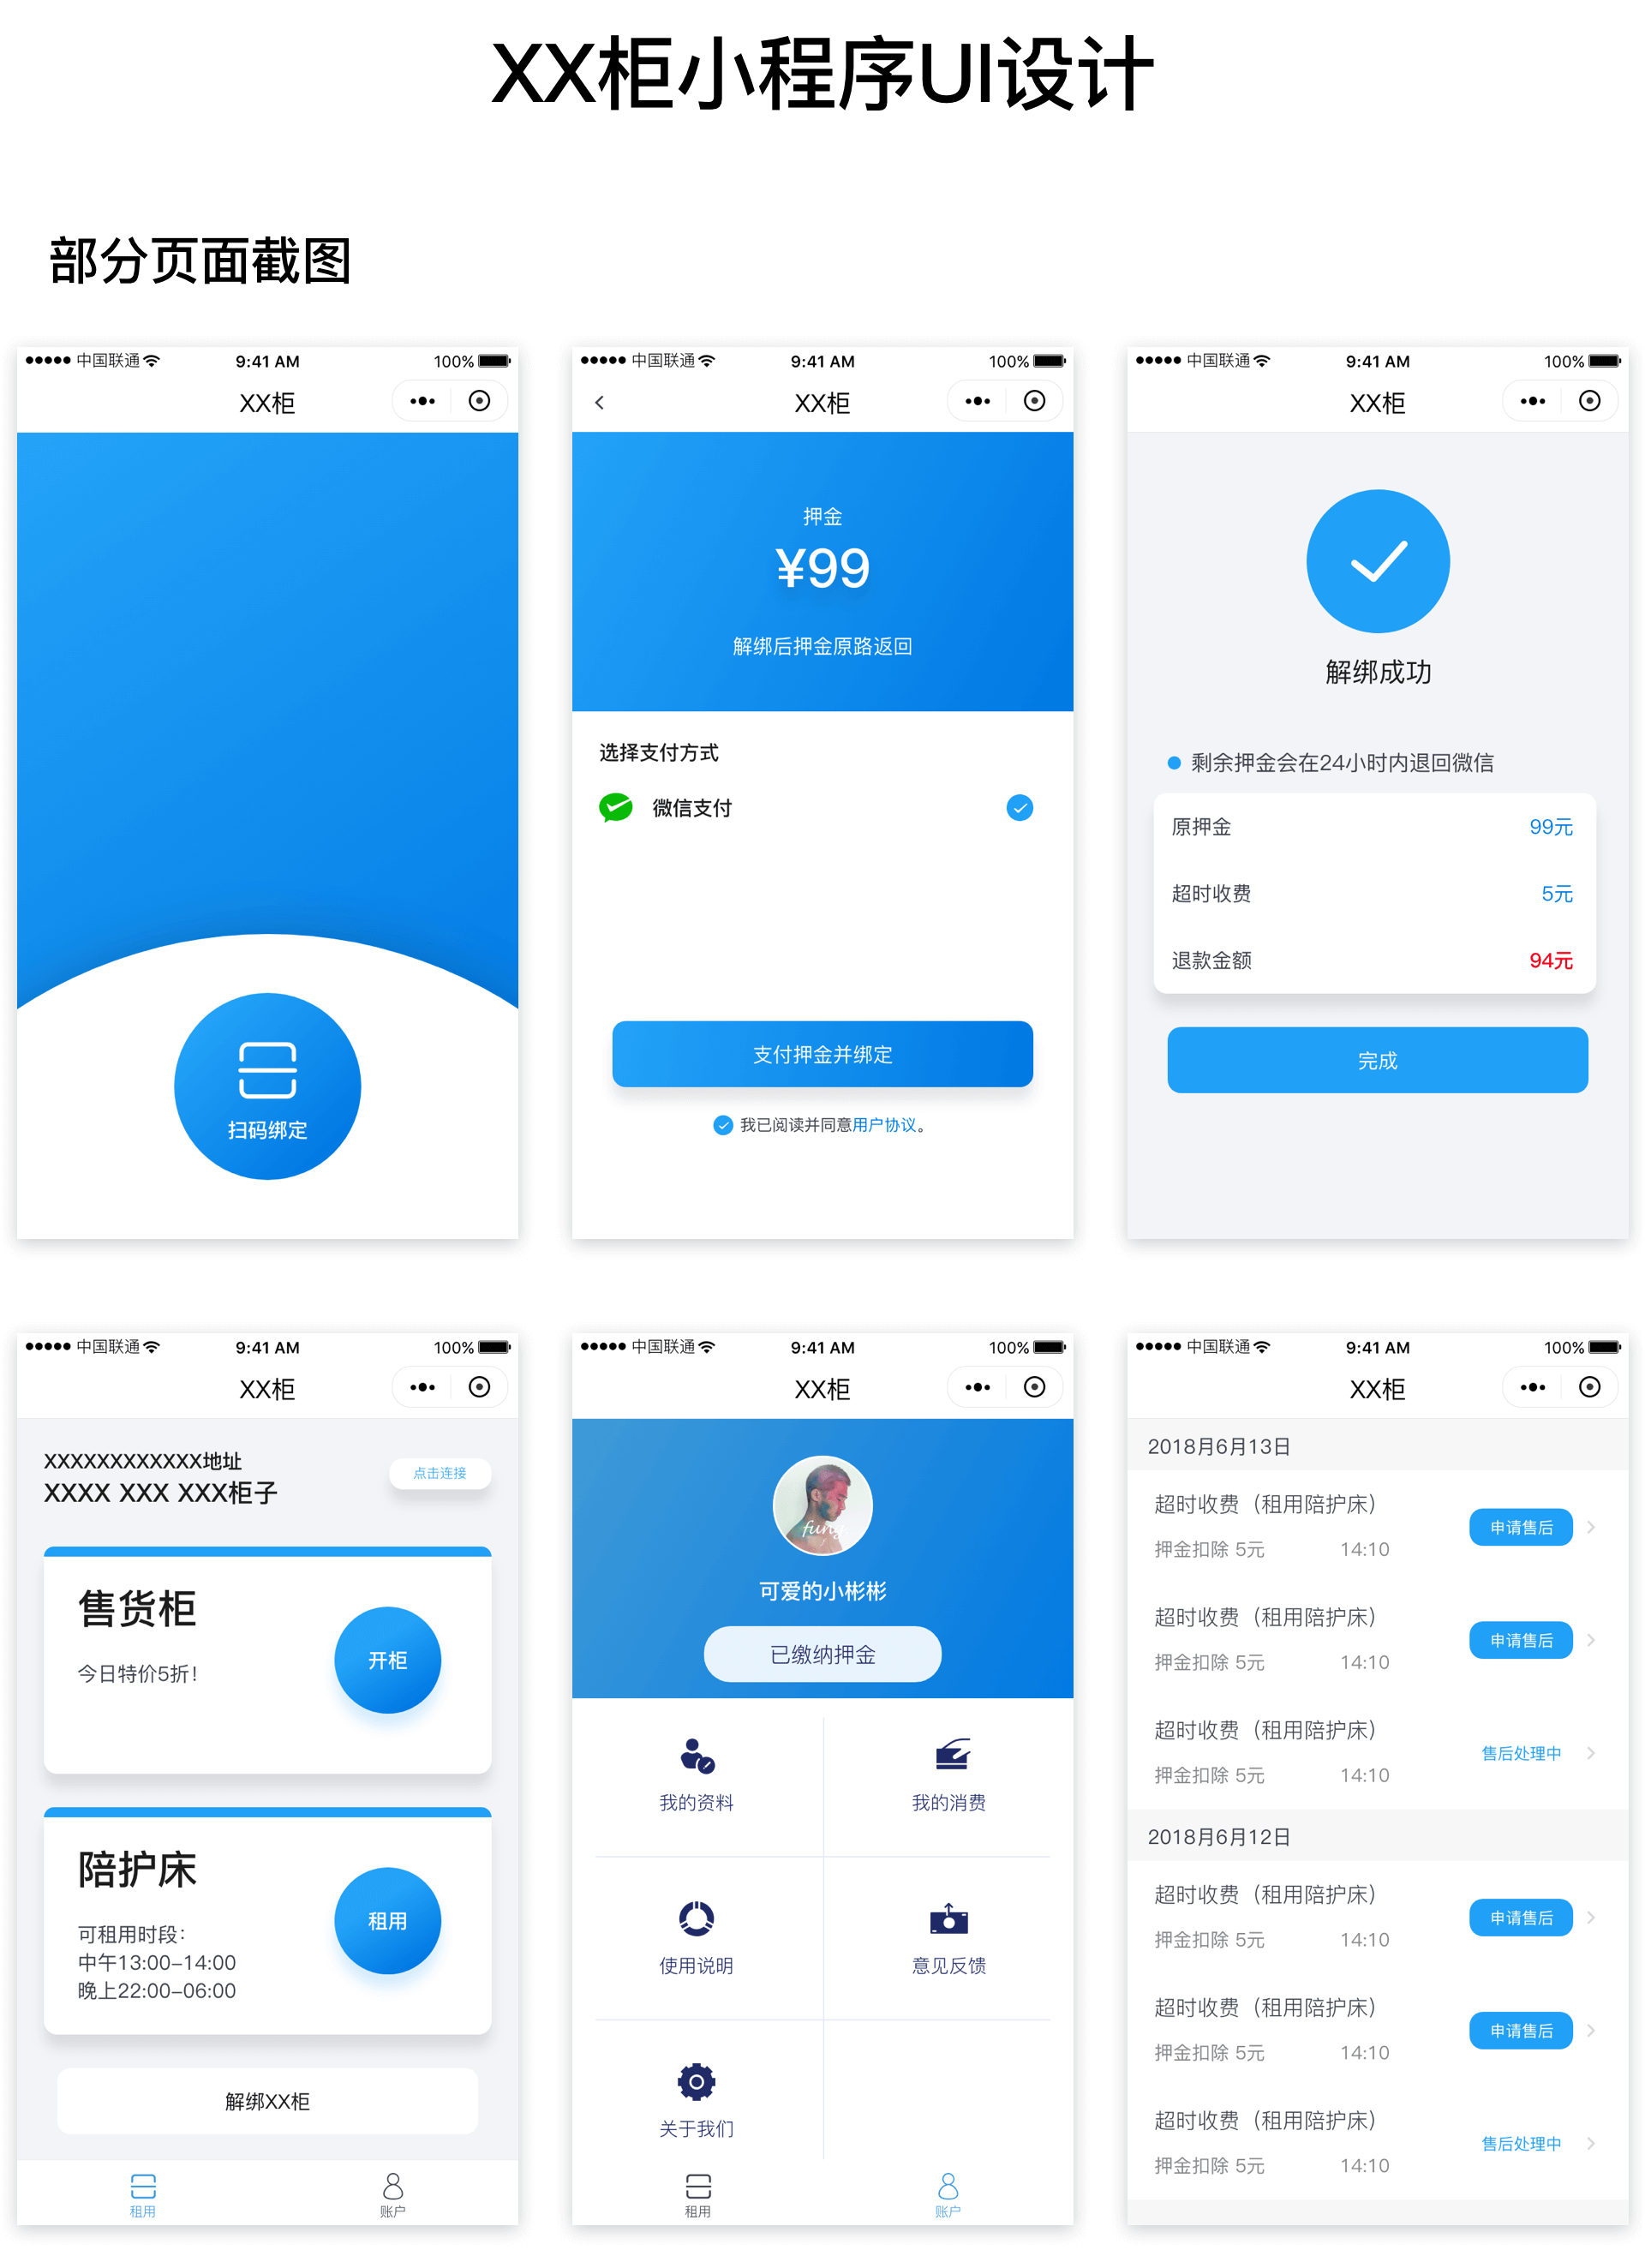 XX柜小程序UI设计
部分页面截图
中国联通 9:41 AM 100%
XX柜
扫码绑定
中国联通 9:41 AM 100%
XX柜
押金
¥99
解绑后押金原路返回
选择支付方式
微信支付
支付押金并绑定
我已阅读并同意用户协议。
中国联通 9:41 AM 100%
XX柜
解绑成功
剩余押金会在24小时内退回微信
原押金 99元
超时收费 5元
退款金额 94元
完成
中国联通 9:41 AM 100%
XX柜
XXXXXXXXXXXX地址
XXXX XXX XXX柜子
点击连接
售货柜
今日特价5折！
开柜
陪护床
可租用时段：
中午13:00-14:00
晚上22:00-06:00
租用
解绑XX柜
租用 账户
中国联通 9:41 AM 100%
XX柜
fung
可爱的小彬彬
已缴纳押金
我的资料 我的消费
使用说明 意见反馈
关于我们
租用 账户
中国联通 9:41 AM 100%
XX柜
2018月6月13日
超时收费（租用陪护床）
押金扣除 5元 14:10
申请售后
超时收费（租用陪护床）
押金扣除 5元 14:10
申请售后
超时收费（租用陪护床）
押金扣除 5元 14:10
售后处理中
2018月6月12日
超时收费（租用陪护床）
押金扣除 5元 14:10
申请售后
超时收费（租用陪护床）
押金扣除 5元 14:10
申请售后
超时收费（租用陪护床）
押金扣除 5元 14:10
售后处理中